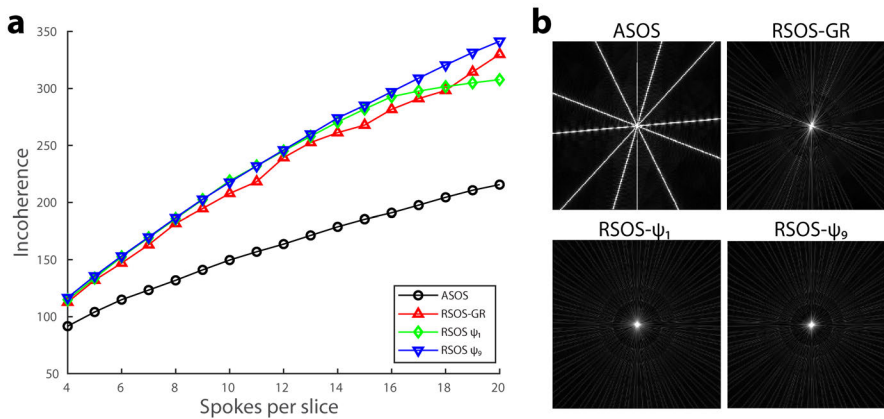 a
350
300
250
200
150
100
50
4
6
8
10
12
14
16
18
20
Incoherence
Spokes per slice
ASOS
RSOS-GR
RSOS ψ₁
RSOS ψ₉
b
ASOS
RSOS-GR
RSOS-ψ₁
RSOS-ψ₉